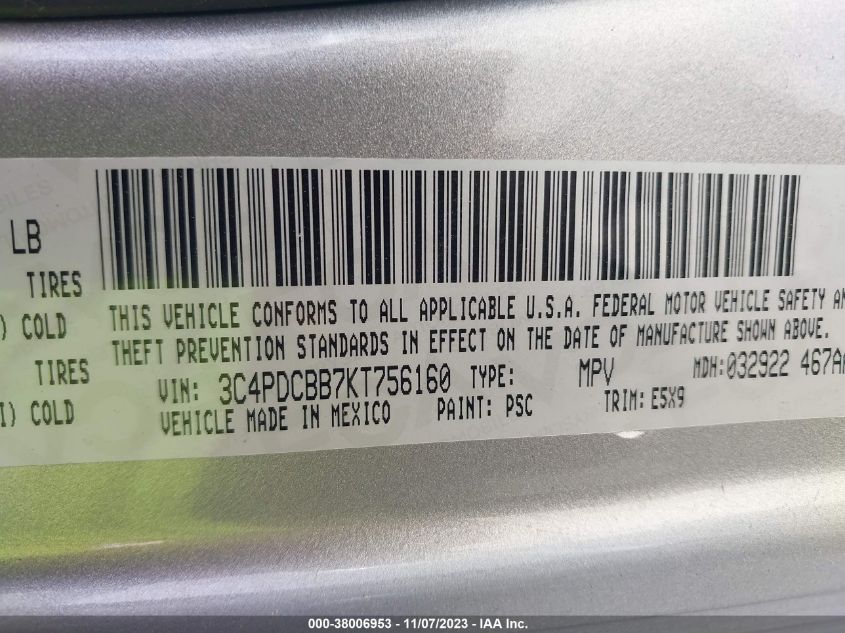 LB
TIRES
) COLD
TIRES
I) COLD
THIS VEHICLE CONFORMS TO ALL APPLICABLE U.S.A. FEDERAL MOTOR VEHICLE SAFETY AN
THEFT PREVENTION STANDARDS IN EFFECT ON THE DATE OF MANUFACTURE SHOWN ABOVE.
VIN: 3C4PDCBB7KT756160 TYPE: MPV MDH:032922 467A
VEHICLE MADE IN MEXICO PAINT: PSC TRIM: E5X9
000-38006953 - 11/07/2023 - IAA Inc.